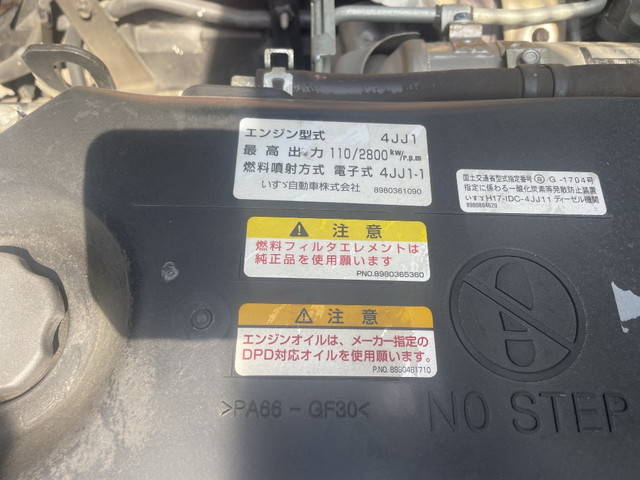 エンジン型式 4JJ1
最高出力 110/2800 kw/r.p.m
燃料噴射方式 電子式 4JJ1-1
いすゞ自動車株式会社 8980361090
国土交通省型式指定番号 G -1704号
指定に係わる一酸化炭素等発散防止装置
いすゞH17-IDC-4JJ11 ディーゼル機関
8980804620
注意
燃料フィルタエレメントは
純正品を使用願います
PNO.8980365360
注意
エンジンオイルは、メーカー指定の
DPD対応オイルを使用願います。
P.NO. 8980481710
>PA66-GF30<
NO STEP